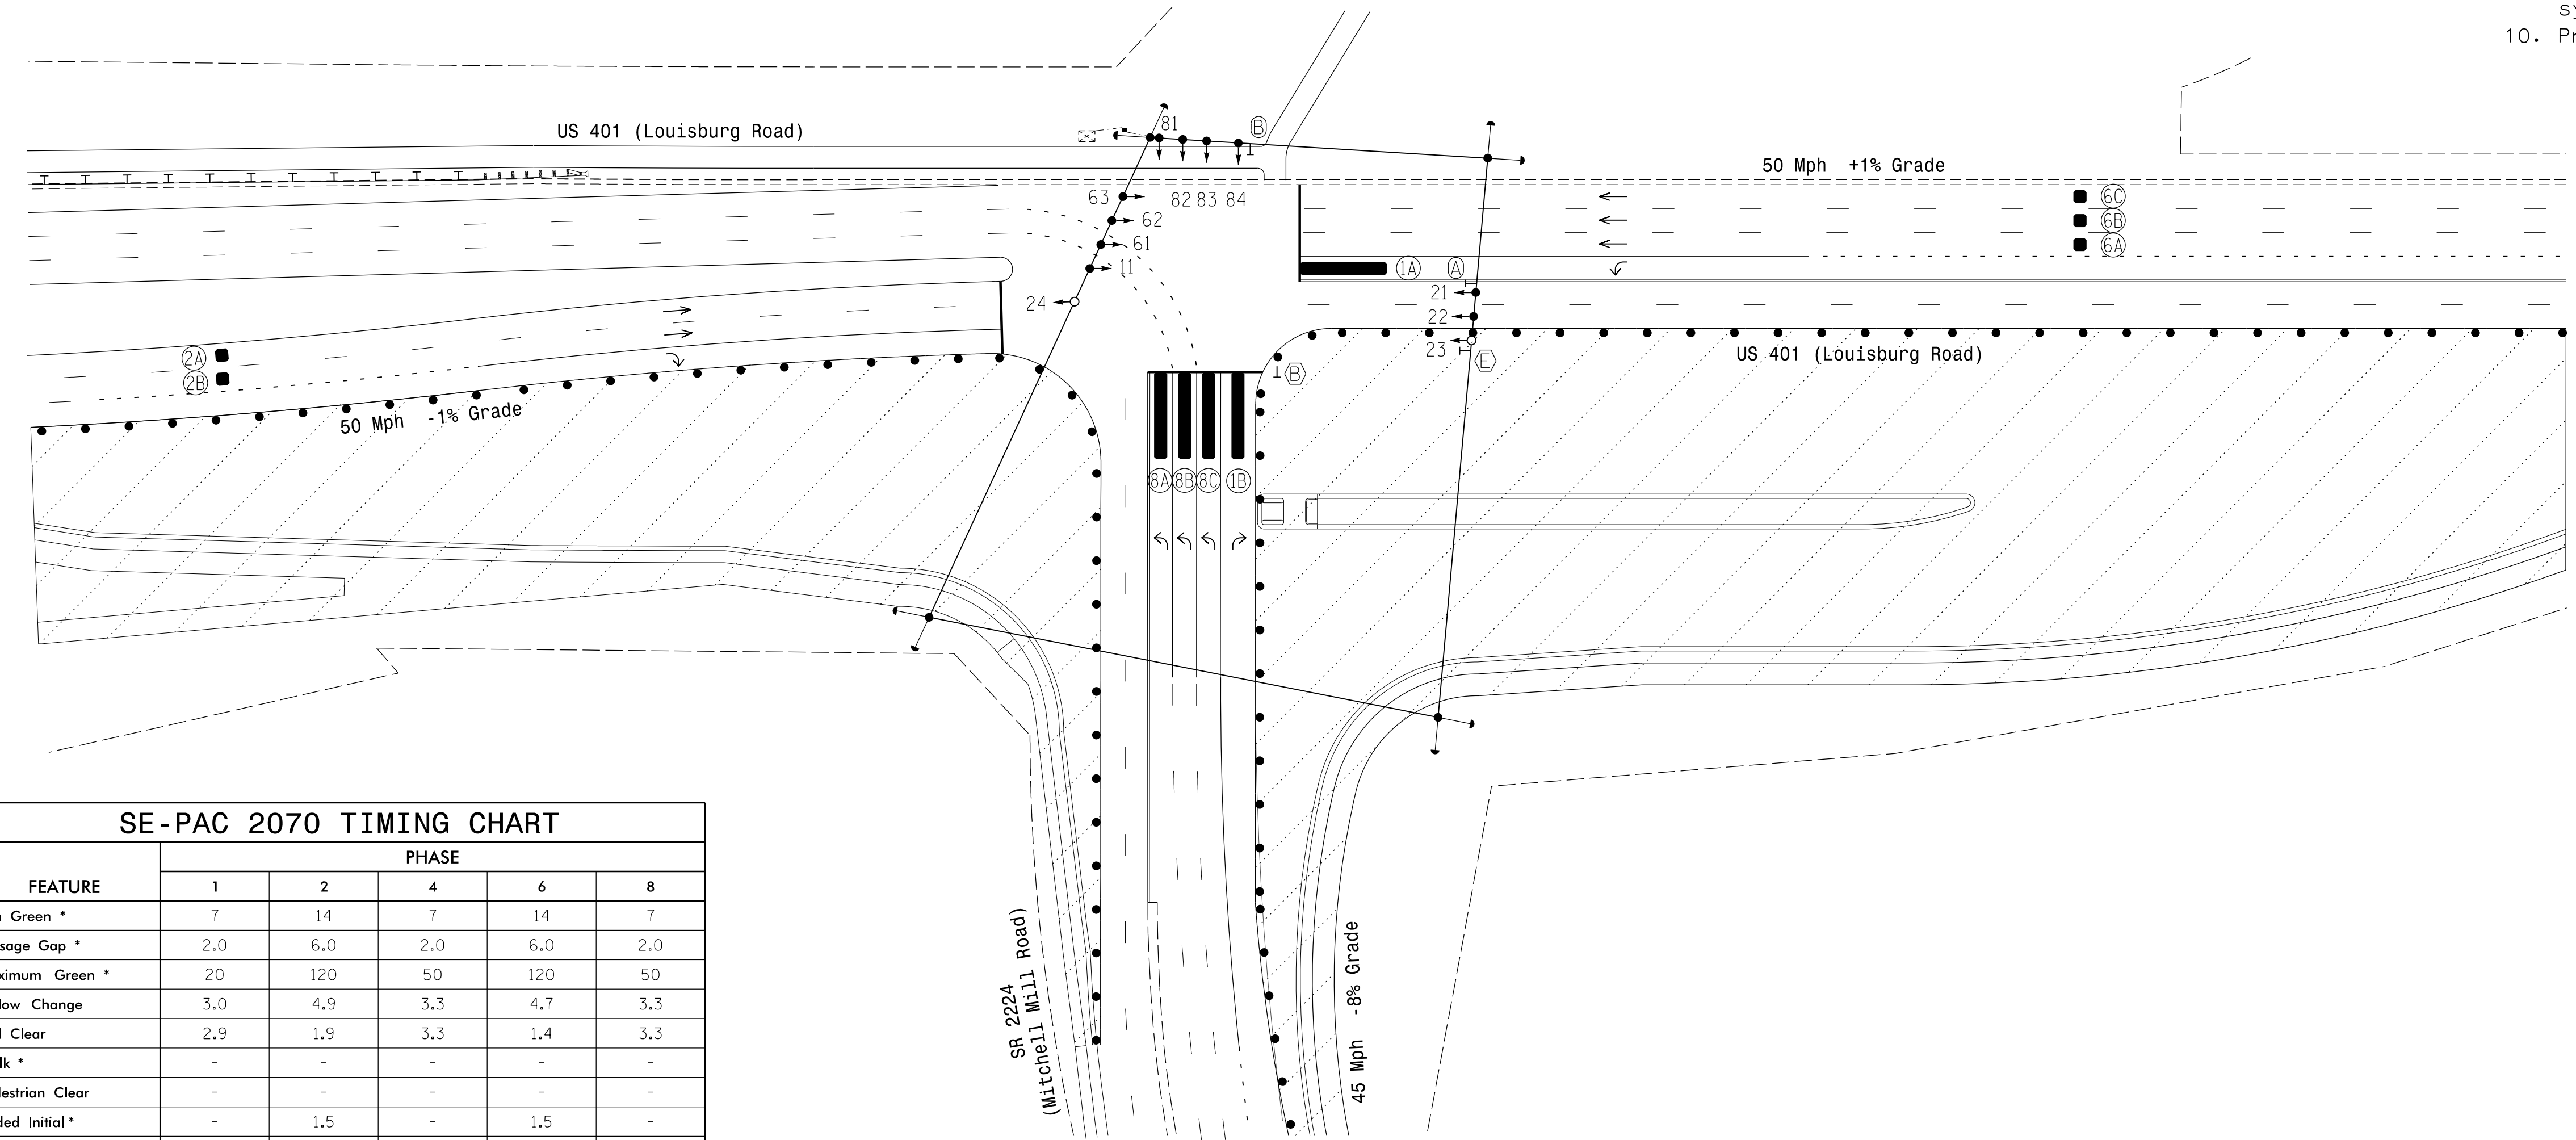 sy
10. Pr
US 401 (Louisburg Road)
81
B
50 Mph +1% Grade
63
82 83 84
6C
62
6B
61
6A
11
1A
A
24
21
22
23
2A
2B
US 401 (Louisburg Road)
E
B
50 Mph -1% Grade
8A 8B 8C 1B
SR 2224
(Mitchell Mill Road)
45 Mph -8% Grade
SE-PAC 2070 TIMING CHART
PHASE
FEATURE 1 2 4 6 8
n Green * 7 14 7 14 7
sage Gap * 2.0 6.0 2.0 6.0 2.0
ximum Green * 20 120 50 120 50
low Change 3.0 4.9 3.3 4.7 3.3
Clear 2.9 1.9 3.3 1.4 3.3
lk * - - - - -
destrian Clear - - - - -
ded Initial * - 1.5 - 1.5 -